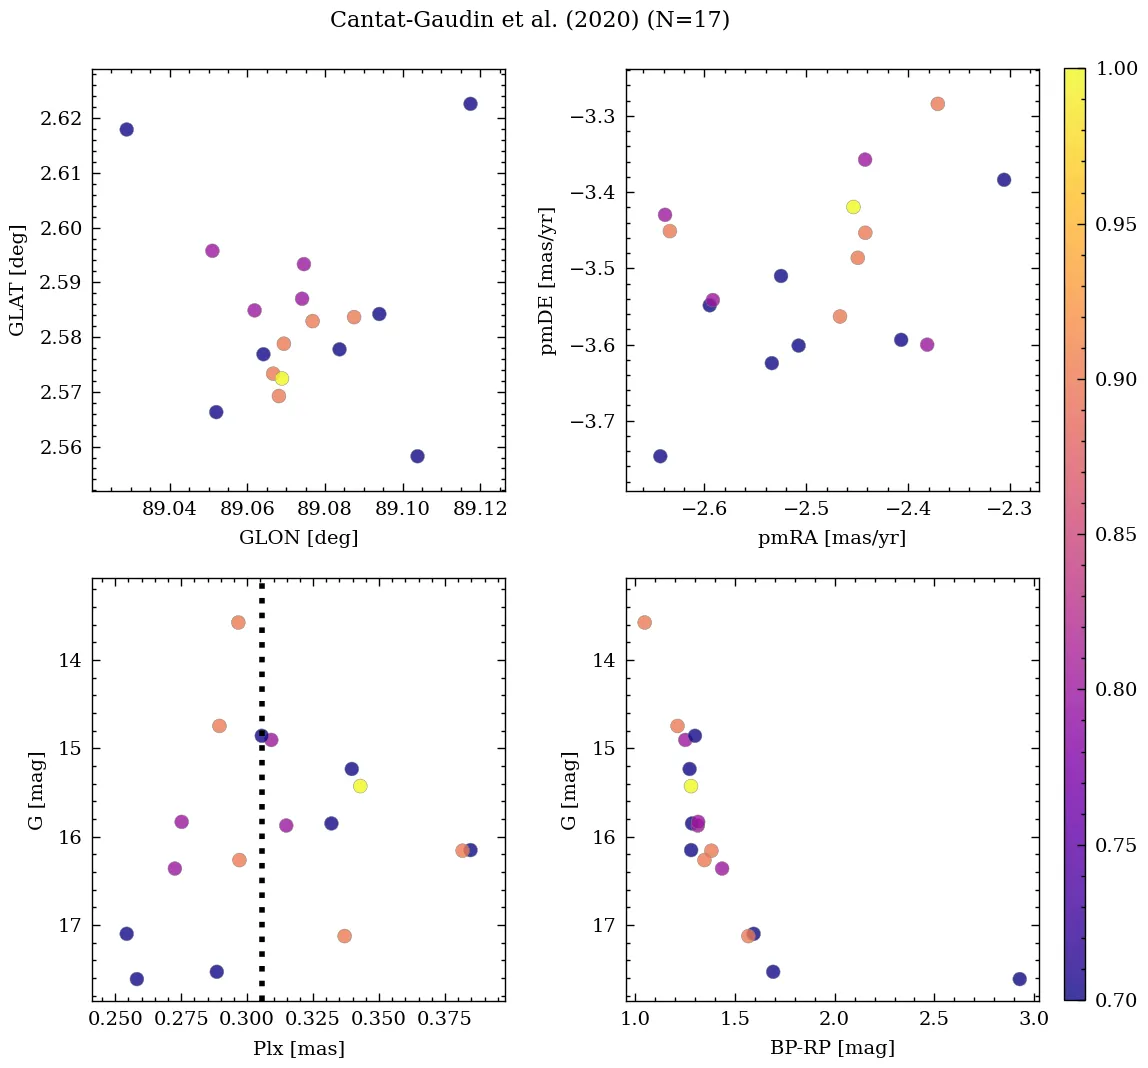 Cantat-Gaudin et al. (2020) (N=17)
2.62
2.61
2.60
2.59
2.58
2.57
2.56
GLAT [deg]
89.04 89.06 89.08 89.10 89.12
GLON [deg]
−3.3
−3.4
−3.5
−3.6
−3.7
pmDE [mas/yr]
−2.6 −2.5 −2.4 −2.3
pmRA [mas/yr]
14
15
16
17
G [mag]
0.250 0.275 0.300 0.325 0.350 0.375
Plx [mas]
14
15
16
17
G [mag]
1.0 1.5 2.0 2.5 3.0
BP-RP [mag]
1.00
0.95
0.90
0.85
0.80
0.75
0.70